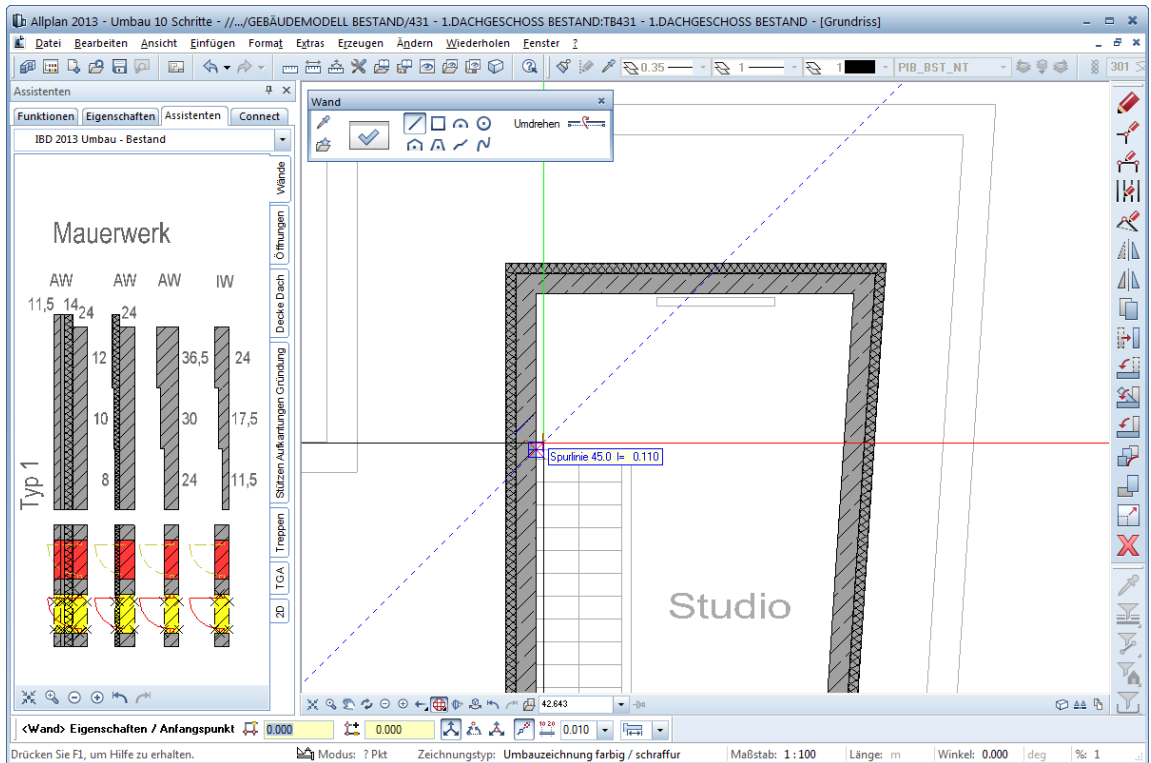 Allplan 2013 - Umbau 10 Schritte - //.../GEBÄUDEMODELL BESTAND/431 - 1.DACHGESCHOSS BESTAND:TB431 - 1.DACHGESCHOSS BESTAND - [Grundriss]
Datei Bearbeiten Ansicht Einfügen Format Extras Erzeugen Ändern Wiederholen Fenster ?
0.35 1 1 PIB_BST_NT 301
Assistenten
Funktionen Eigenschaften Assistenten Connect
IBD 2013 Umbau - Bestand
Wand
Umdrehen
Wände
Öffnungen
Decke Dach
Stützen Aufkantungen Gründung
Treppen
TGA
2D
Mauerwerk
AW AW AW IW
11,5 14 24 24
12 36,5 24
10 30 17,5
8 24 11,5
Typ 1
Spurlinie 45.0 l= 0.110
Studio
42.643
<Wand> Eigenschaften / Anfangspunkt 0.000 0.000 10 20 0.010
Drücken Sie F1, um Hilfe zu erhalten. Modus: ? Pkt Zeichnungstyp: Umbauzeichnung farbig / schraffur Maßstab: 1:100 Länge: m Winkel: 0.000 deg %: 1